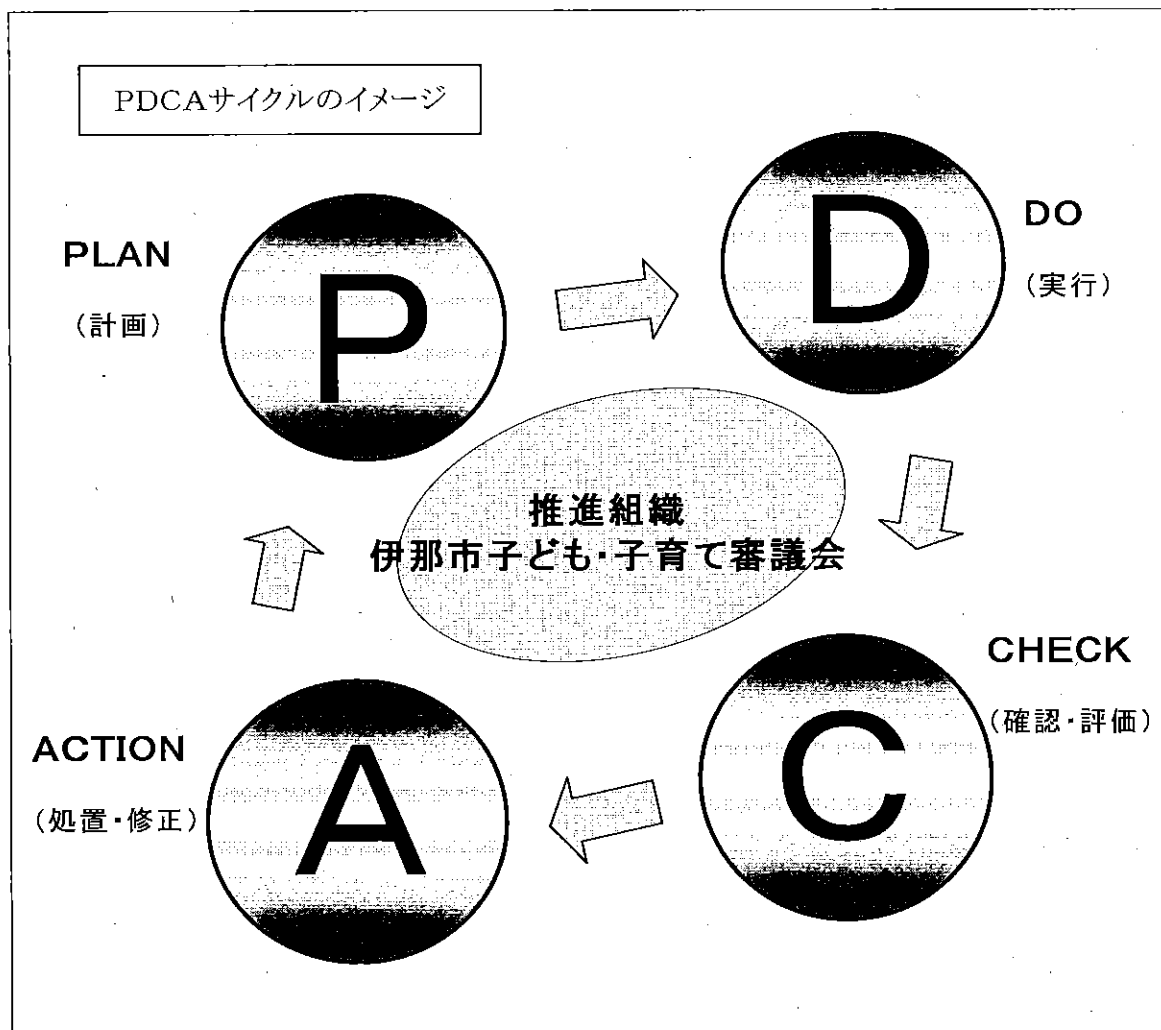 PDCAサイクルのイメージ
PLAN
(計画)
P
D
DO
(実行)
推進組織
伊那市子ども・子育て審議会
CHECK
(確認・評価)
C
ACTION
(処置・修正)
A